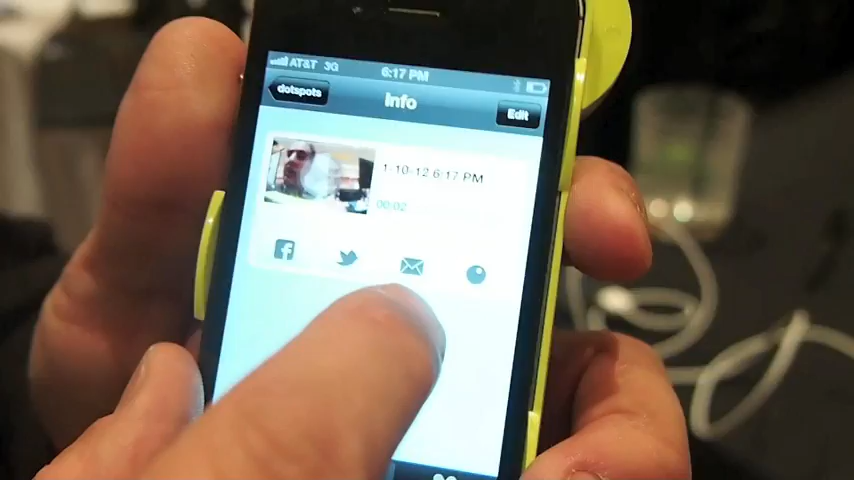 AT&T 3G 6:17 PM
dotspots Info Edit
1-10-12 6:17 PM
00:02